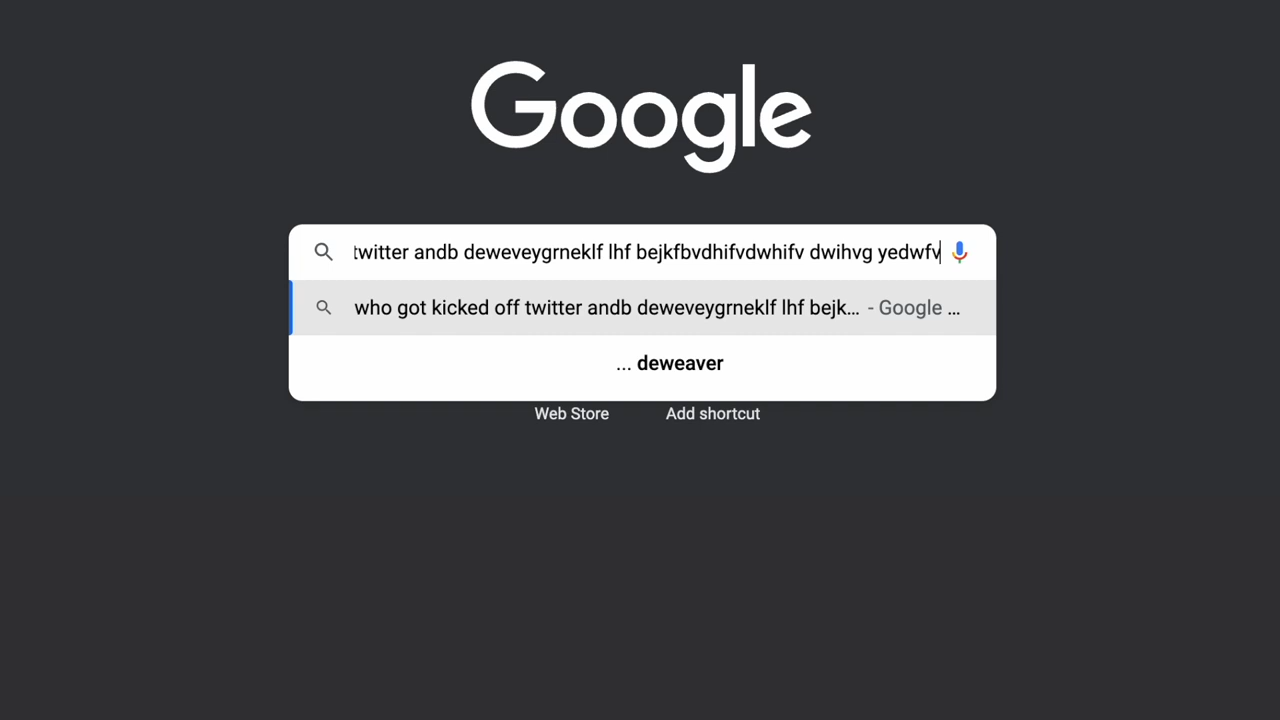 Google
twitter andb deweveygrneklf lhf bejkfbvdhifvdwhifv dwihvg yedwfv
who got kicked off twitter andb deweveygrneklf lhf bejk... - Google ...
... deweaver
Web Store Add shortcut